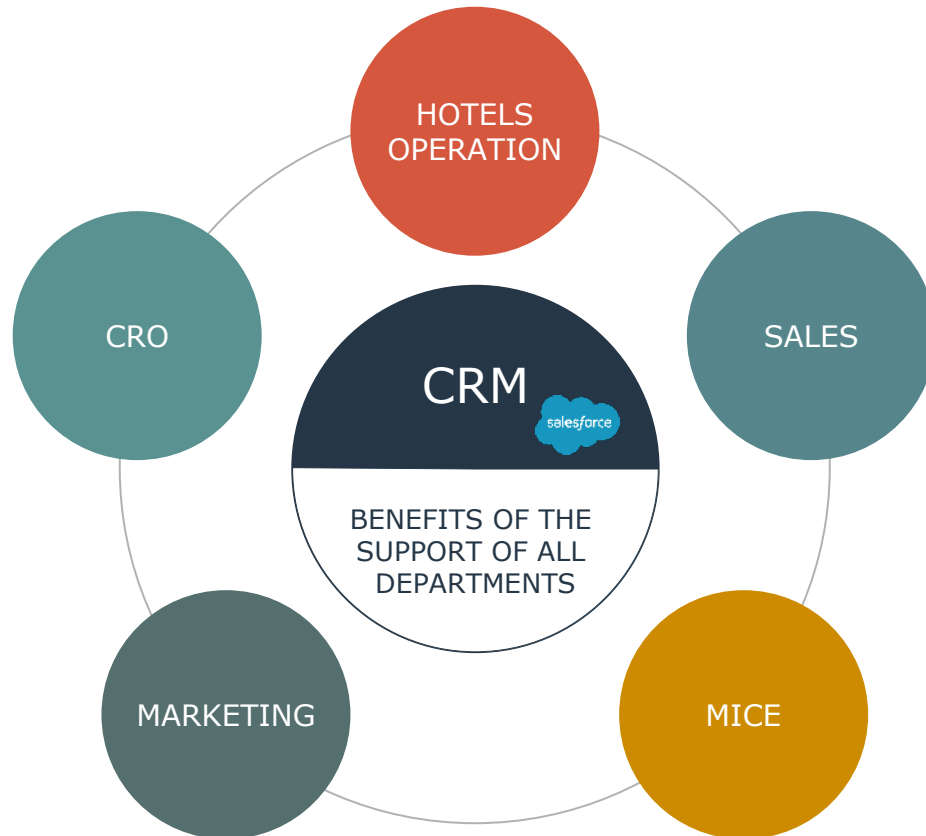 HOTELS
OPERATION
CRO
SALES
CRM
salesforce
BENEFITS OF THE
SUPPORT OF ALL
DEPARTMENTS
MARKETING
MICE